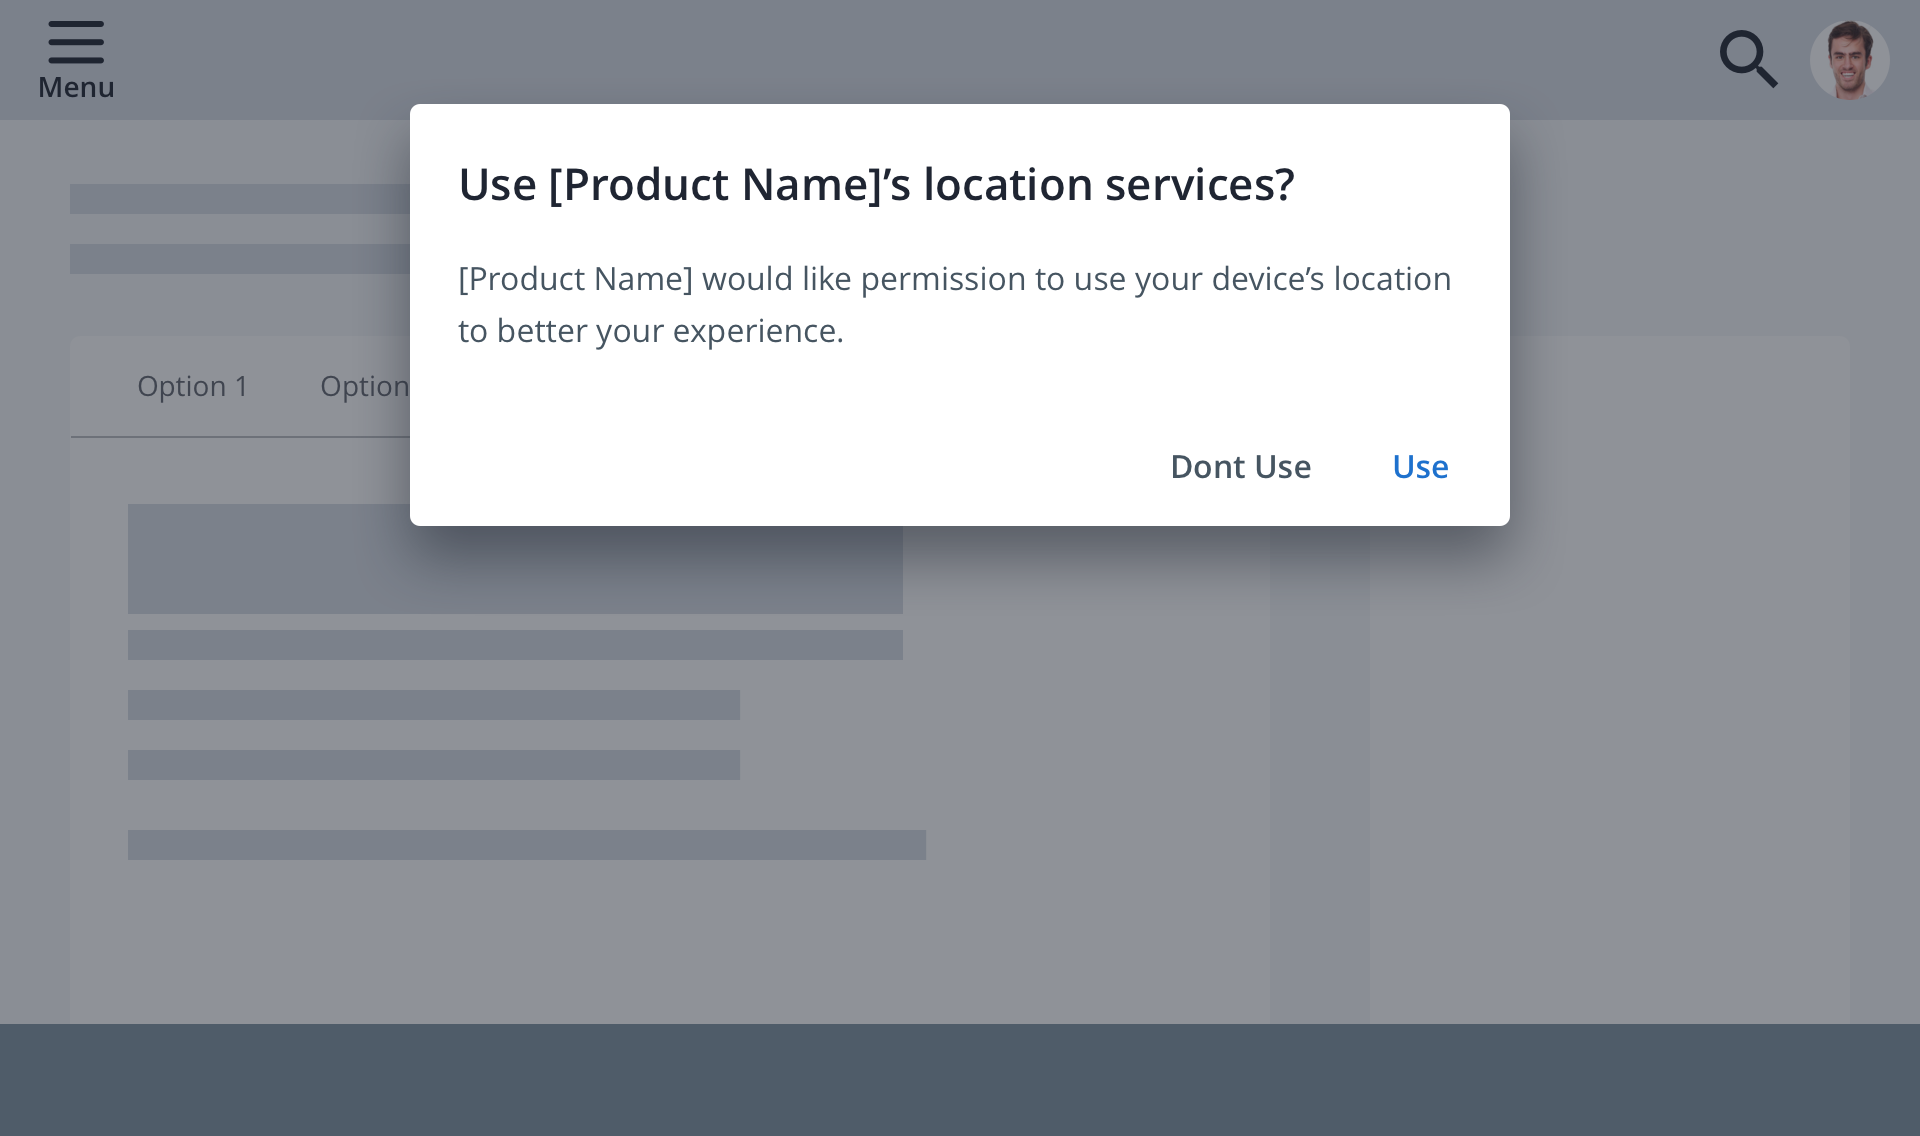 Menu
Use [Product Name]’s location services?
[Product Name] would like permission to use your device’s location
to better your experience.
Option 1
Option
Dont Use
Use